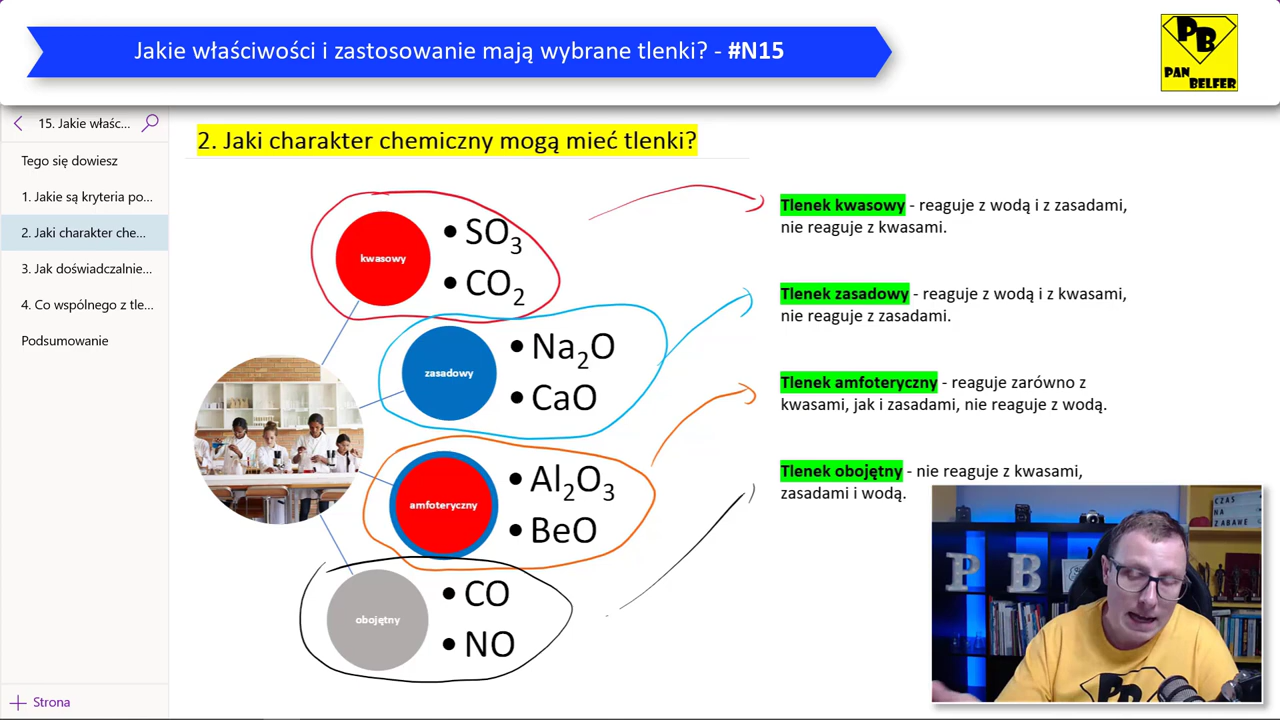 Jakie właściwości i zastosowanie mają wybrane tlenki? - #N15
PB
PAN
BELFER
15. Jakie właśc...
Tego się dowiesz
1. Jakie są kryteria po...
2. Jaki charakter che...
3. Jak doświadczalnie...
4. Co wspólnego z tle...
Podsumowanie
Strona
2. Jaki charakter chemiczny mogą mieć tlenki?
kwasowy
• SO₃
• CO₂
zasadowy
• Na₂O
• CaO
amfoteryczny
• Al₂O₃
• BeO
obojętny
• CO
• NO
Tlenek kwasowy - reaguje z wodą i z zasadami,
nie reaguje z kwasami.
Tlenek zasadowy - reaguje z wodą i z kwasami,
nie reaguje z zasadami.
Tlenek amfoteryczny - reaguje zarówno z
kwasami, jak i zasadami, nie reaguje z wodą.
Tlenek obojętny - nie reaguje z kwasami,
zasadami i wodą.
CZAS
NA
ZABAWE
P B
PB